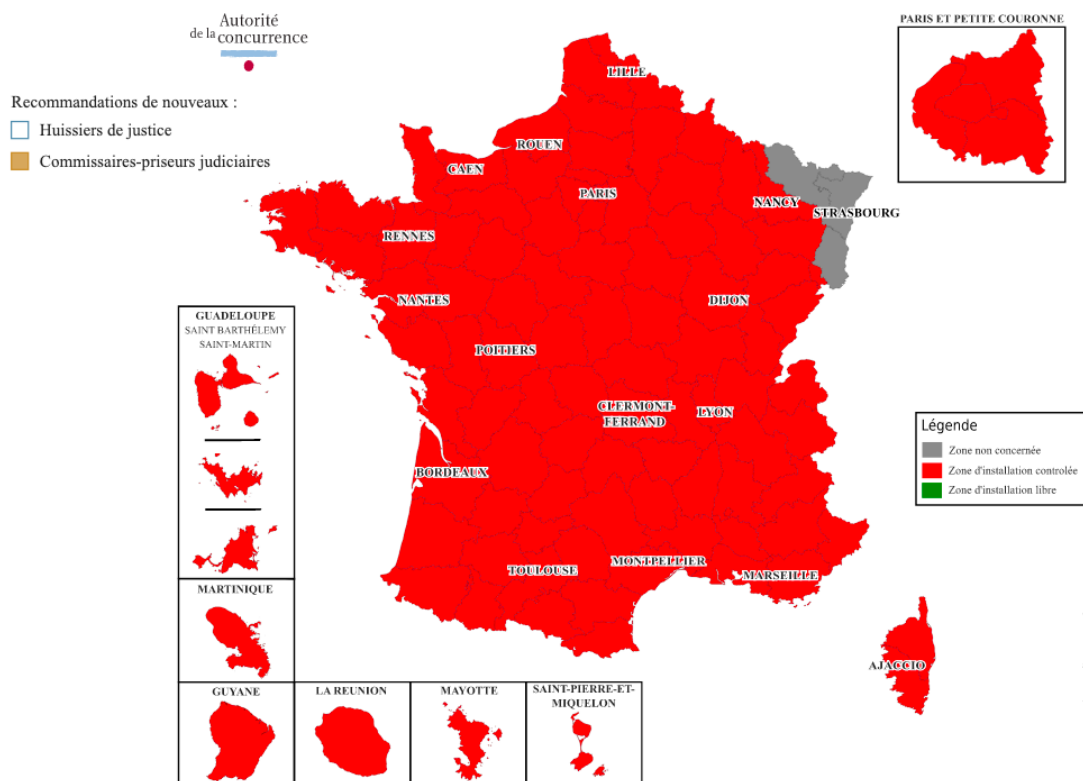 Autorité
de la concurrence
Recommandations de nouveaux :
Huissiers de justice
Commissaires-priseurs judiciaires
PARIS ET PETITE COURONNE
LILLE
ROUEN
CAEN
PARIS
NANCY
STRASBOURG
RENNES
NANTES
DIJON
POITIERS
CLERMONT-
FERRAND
LYON
BORDEAUX
TOULOUSE
MONTPELLIER
MARSEILLE
AJACCIO
GUADELOUPE
SAINT BARTHÉLEMY
SAINT-MARTIN
MARTINIQUE
GUYANE
LA REUNION
MAYOTTE
SAINT-PIERRE-ET-
MIQUELON
Légende
Zone non concernée
Zone d'installation controlée
Zone d'installation libre